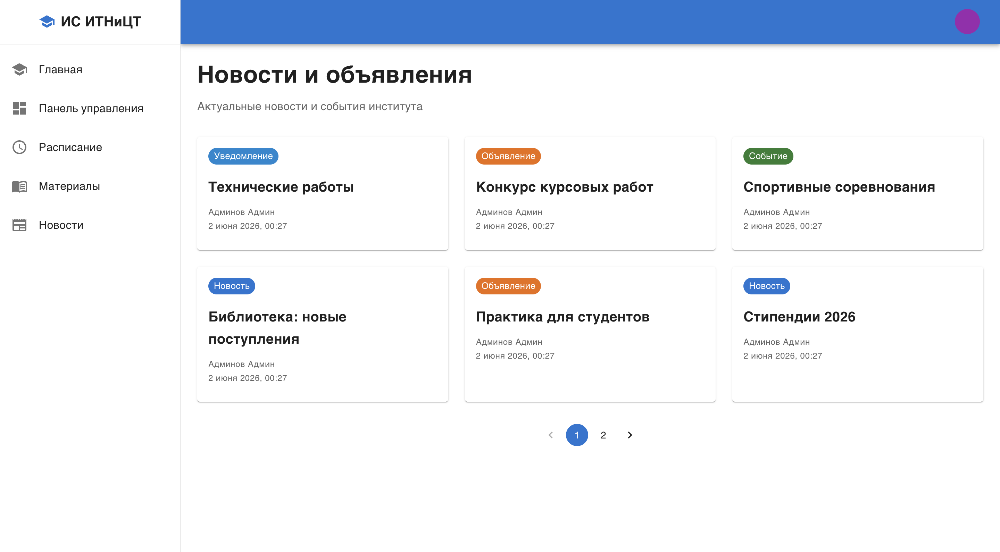 ИС ИТНиЦТ
Главная
Панель управления
Расписание
Материалы
Новости
Новости и объявления
Актуальные новости и события института
Уведомление
Технические работы
Админов Админ
2 июня 2026, 00:27
Объявление
Конкурс курсовых работ
Админов Админ
2 июня 2026, 00:27
Событие
Спортивные соревнования
Админов Админ
2 июня 2026, 00:27
Новость
Библиотека: новые
поступления
Админов Админ
2 июня 2026, 00:27
Объявление
Практика для студентов
Админов Админ
2 июня 2026, 00:27
Новость
Стипендии 2026
Админов Админ
2 июня 2026, 00:27
1 2